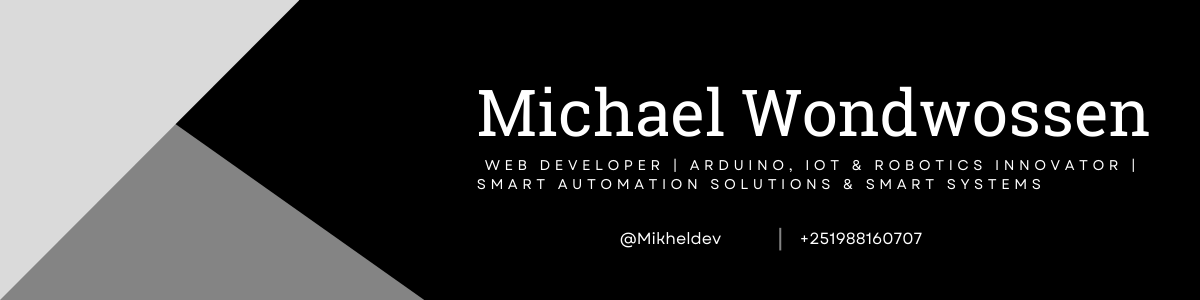 Michael Wondwossen
WEB DEVELOPER | ARDUINO, IOT & ROBOTICS INNOVATOR |
SMART AUTOMATION SOLUTIONS & SMART SYSTEMS
@Mikheldev | +251988160707